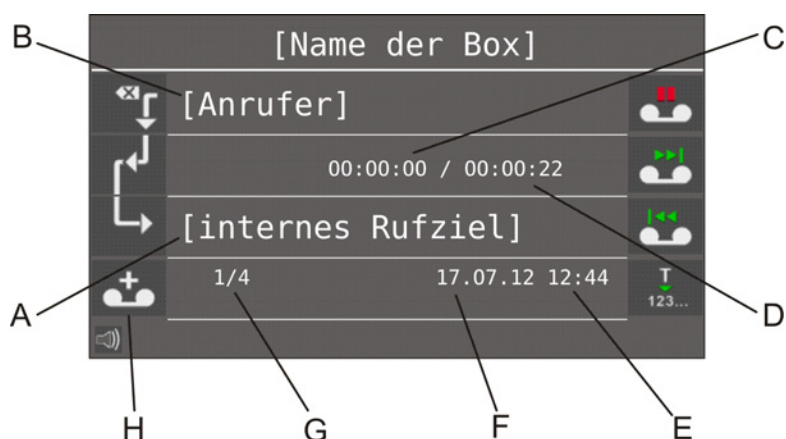 [Name der Box]
B
C
[Anrufer]
00:00:00 / 00:00:22
[internes Rufziel]
A
1/4 17.07.12 12:44
T
123...
D
H
G
F
E